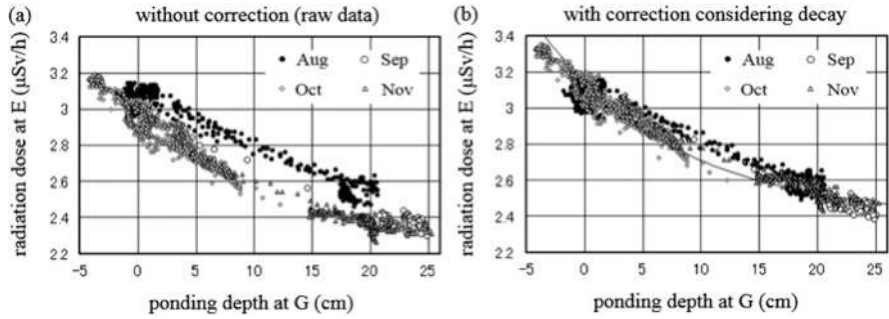 (a) without correction (raw data)
radiation dose at E (μSv/h)
3.4
3.2
3.0
2.8
2.6
2.4
2.2
Aug Sep
Oct Nov
-5 0 5 10 15 20 25
ponding depth at G (cm)
(b) with correction considering decay
radiation dose at E (μSv/h)
3.4
3.2
3.0
2.8
2.6
2.4
2.2
Aug Sep
Oct Nov
-5 0 5 10 15 20 25
ponding depth at G (cm)